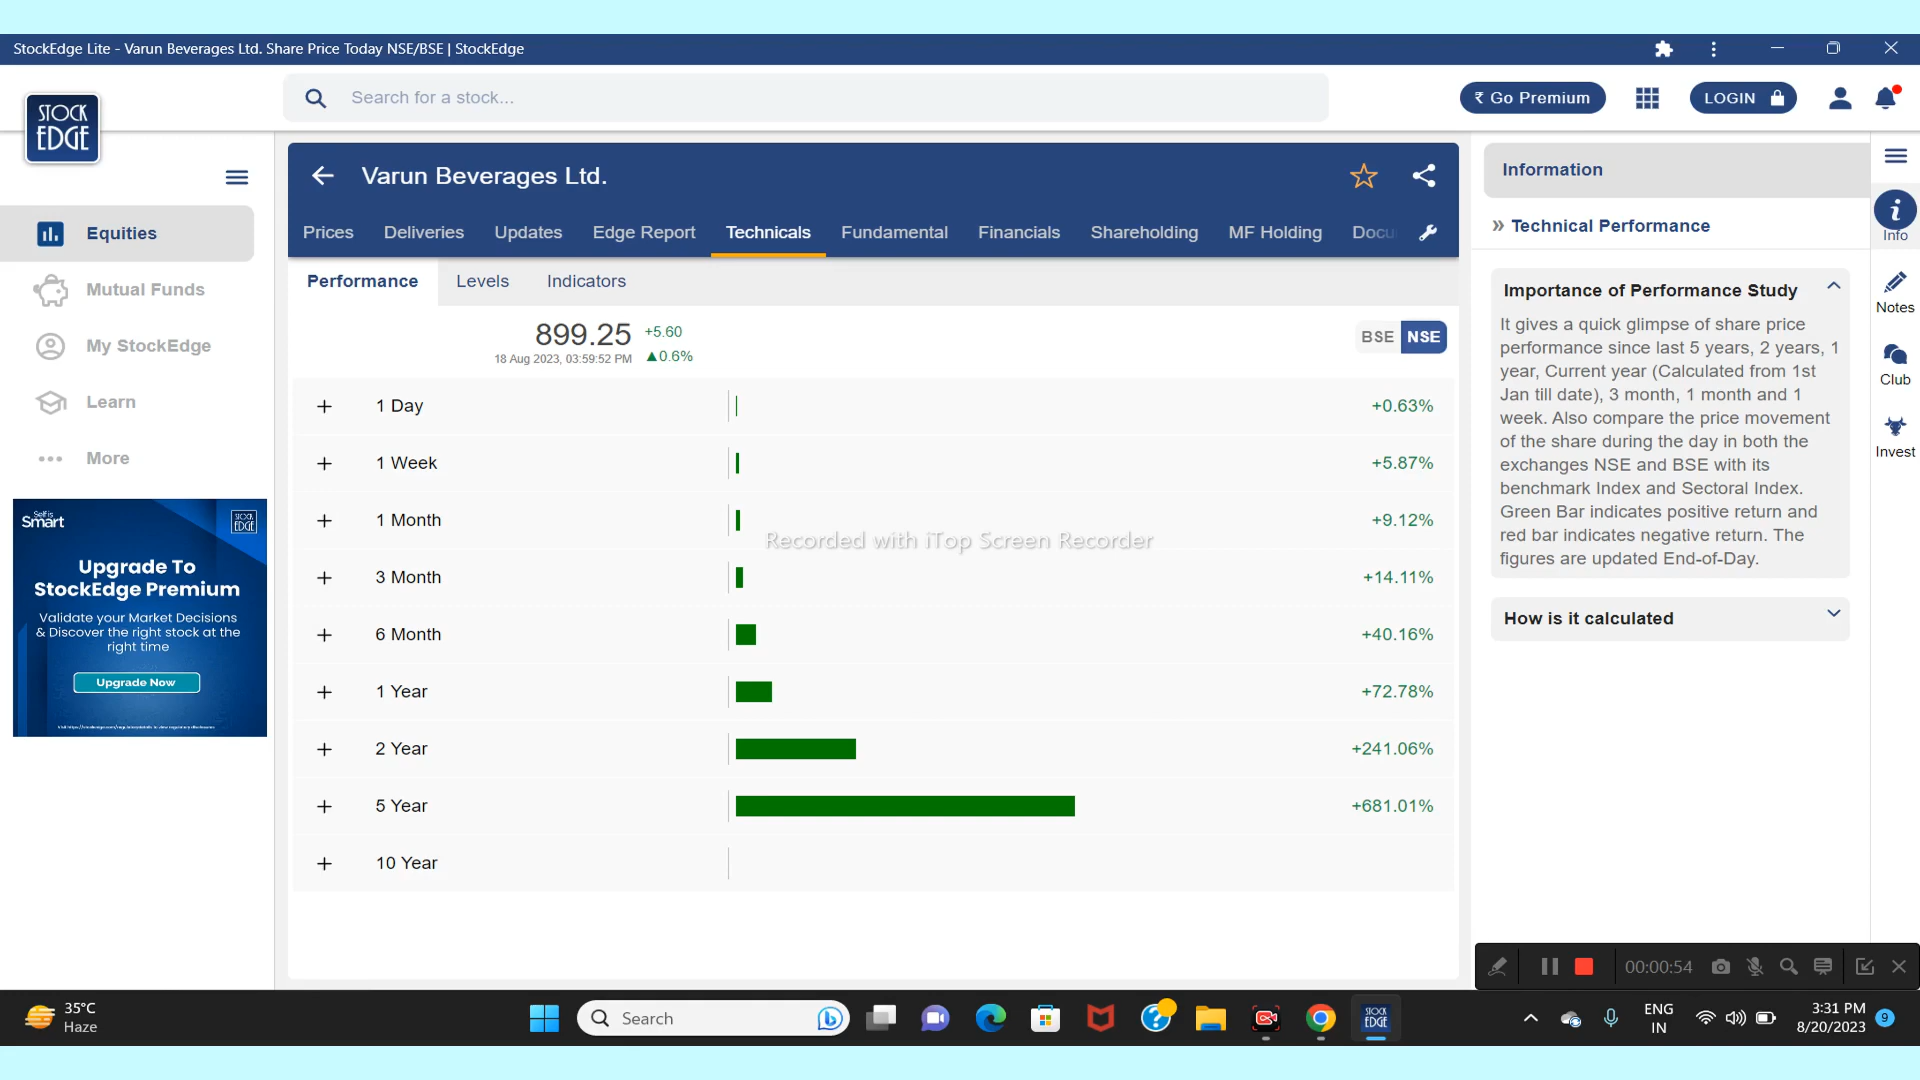 StockEdge Lite - Varun Beverages Ltd. Share Price Today NSE/BSE | StockEdge
STOCK
EDGE
Search for a stock...
₹ Go Premium
LOGIN
Equities
Mutual Funds
My StockEdge
Learn
More
Self is
Smart
STOCK
EDGE
Upgrade To
StockEdge Premium
Validate your Market Decisions
& Discover the right stock at the
right time
Upgrade Now
Varun Beverages Ltd.
Prices Deliveries Updates Edge Report Technicals Fundamental Financials Shareholding MF Holding Docu
Performance Levels Indicators
899.25 +5.60
18 Aug 2023, 03:59:52 PM ▲0.6%
BSE NSE
+ 1 Day +0.63%
+ 1 Week +5.87%
+ 1 Month +9.12%
Recorded with iTop Screen Recorder
+ 3 Month +14.11%
+ 6 Month +40.16%
+ 1 Year +72.78%
+ 2 Year +241.06%
+ 5 Year +681.01%
+ 10 Year
Information
» Technical Performance
Importance of Performance Study
It gives a quick glimpse of share price
performance since last 5 years, 2 years, 1
year, Current year (Calculated from 1st
Jan till date), 3 month, 1 month and 1
week. Also compare the price movement
of the share during the day in both the
exchanges NSE and BSE with its
benchmark Index and Sectoral Index.
Green Bar indicates positive return and
red bar indicates negative return. The
figures are updated End-of-Day.
How is it calculated
Info
Notes
Club
Invest
00:00:54
35°C
Haze
Search
STOCK
EDGE
ENG
IN
3:31 PM
8/20/2023
9